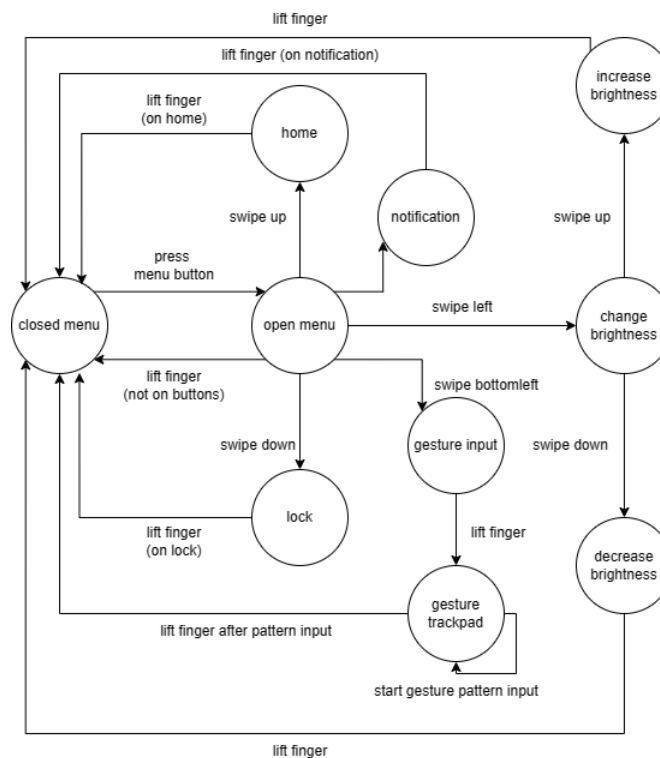 lift finger
lift finger (on notification)
increase
brightness
lift finger
(on home)
home
notification
swipe up
swipe up
press
menu button
swipe left
closed menu
open menu
change
brightness
lift finger
(not on buttons)
swipe bottomleft
swipe down
gesture input
swipe down
lock
lift finger
(on lock)
lift finger
decrease
brightness
gesture
trackpad
lift finger after pattern input
start gesture pattern input
lift finger